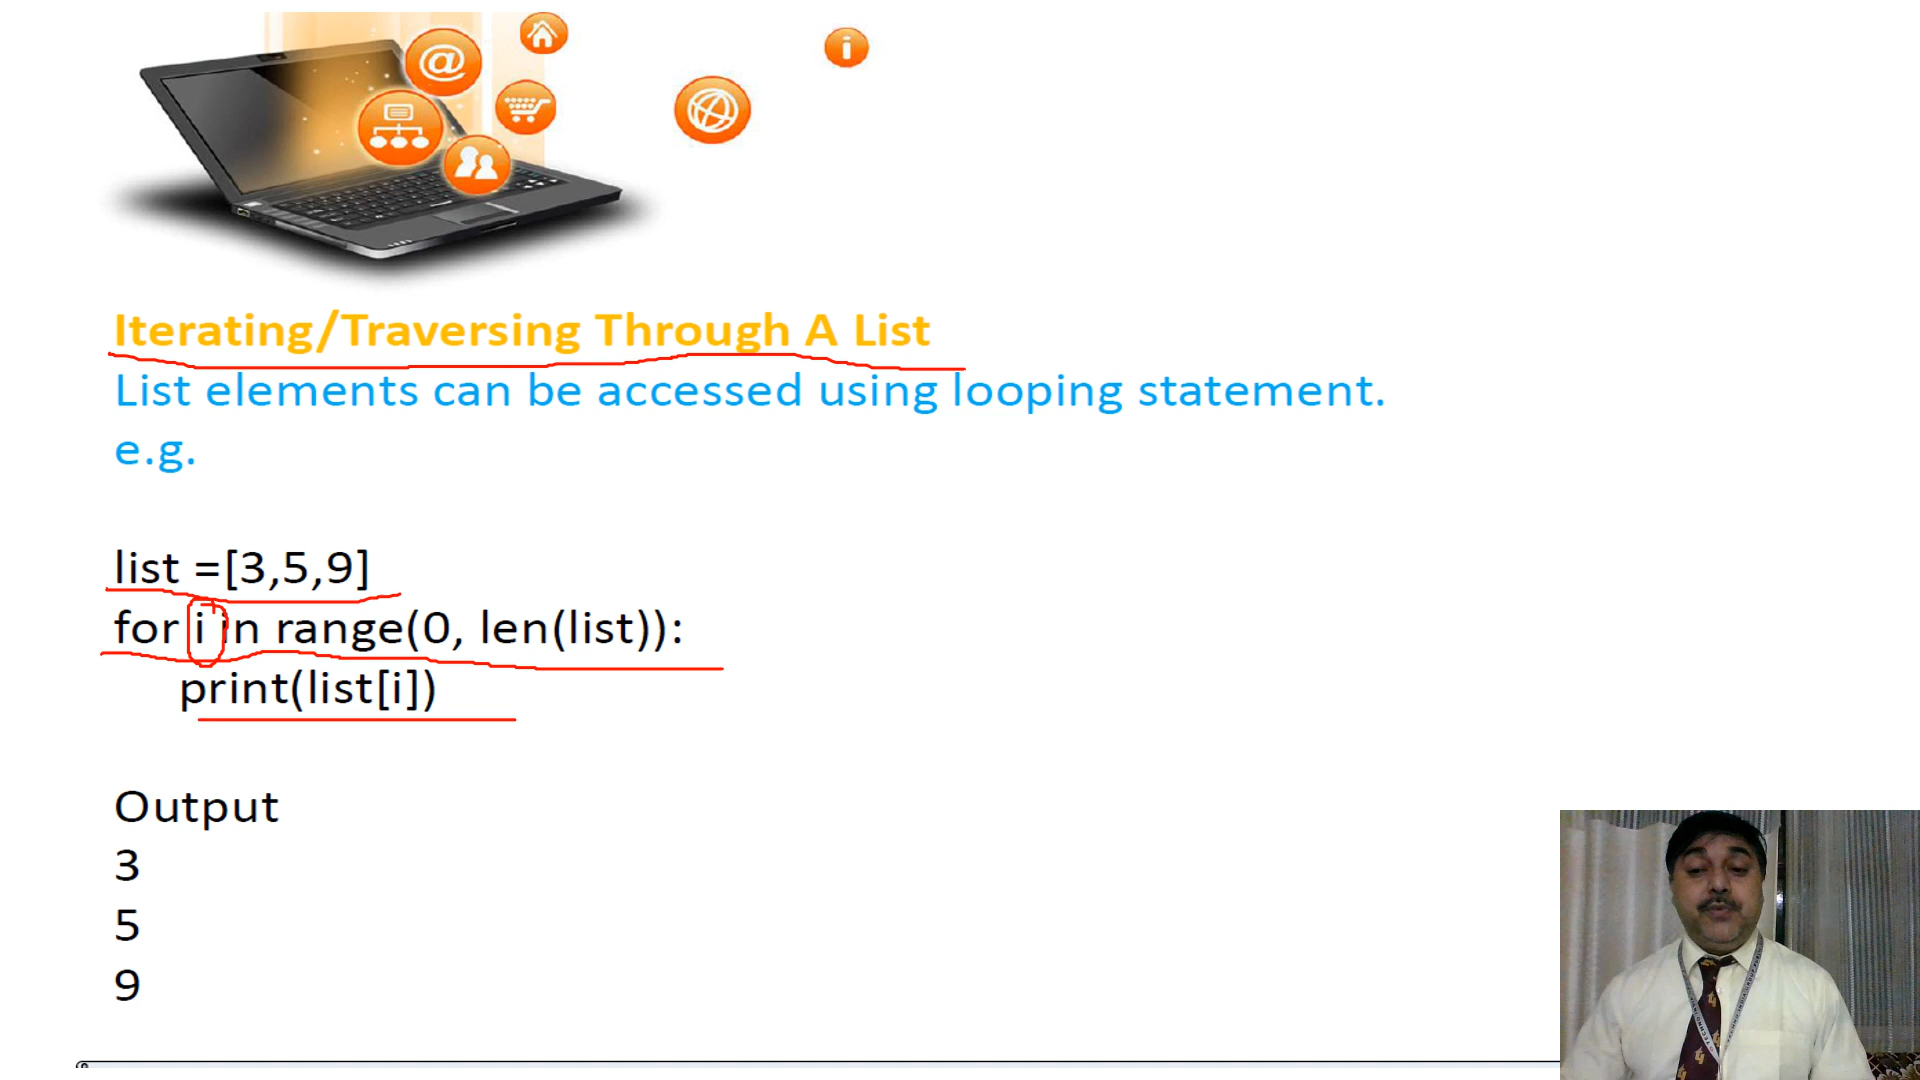 Iterating/Traversing Through A List
List elements can be accessed using looping statement.
e.g.
list =[3,5,9]
for i in range(0, len(list)):
print(list[i])
Output
3
5
9